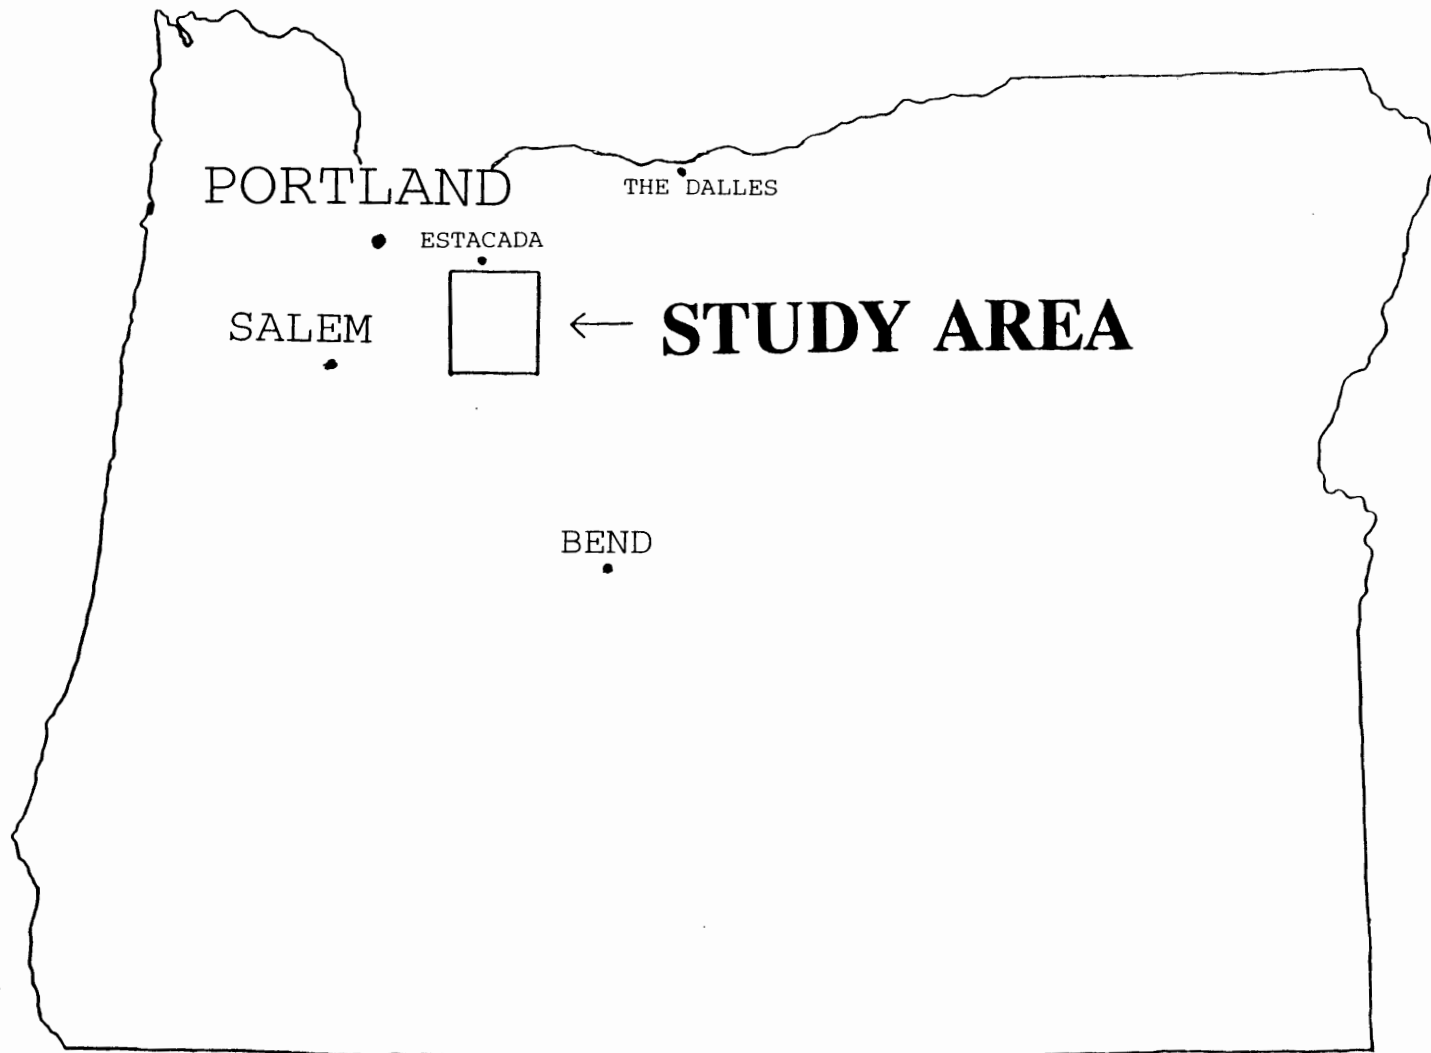 PORTLAND
THE DALLES
ESTACADA
SALEM
← STUDY AREA
BEND